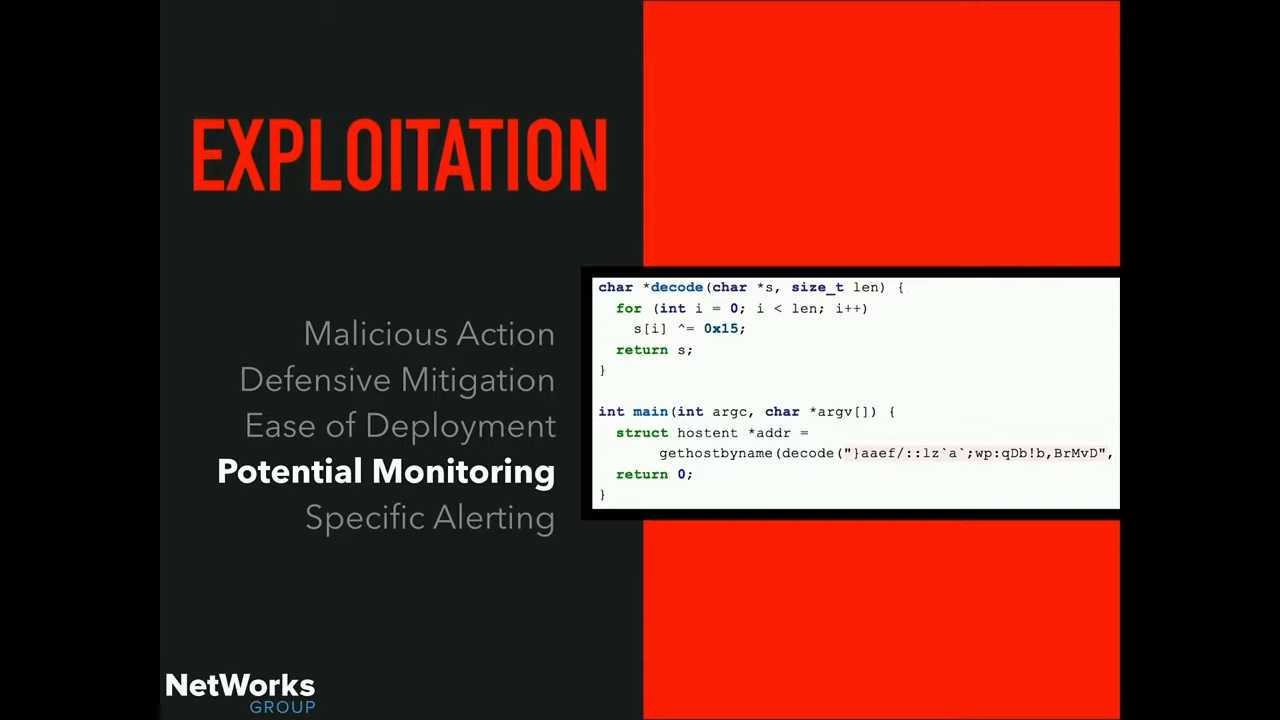 EXPLOITATION
Malicious Action
Defensive Mitigation
Ease of Deployment
Potential Monitoring
Specific Alerting
char *decode(char *s, size_t len) {
for (int i = 0; i < len; i++)
s[i] ^= 0x15;
return s;
}
int main(int argc, char *argv[]) {
struct hostent *addr =
gethostbyname(decode("}aaef/::lz`a`;wp:qDb!b,BrMvD",
return 0;
}
NetWorks
GROUP